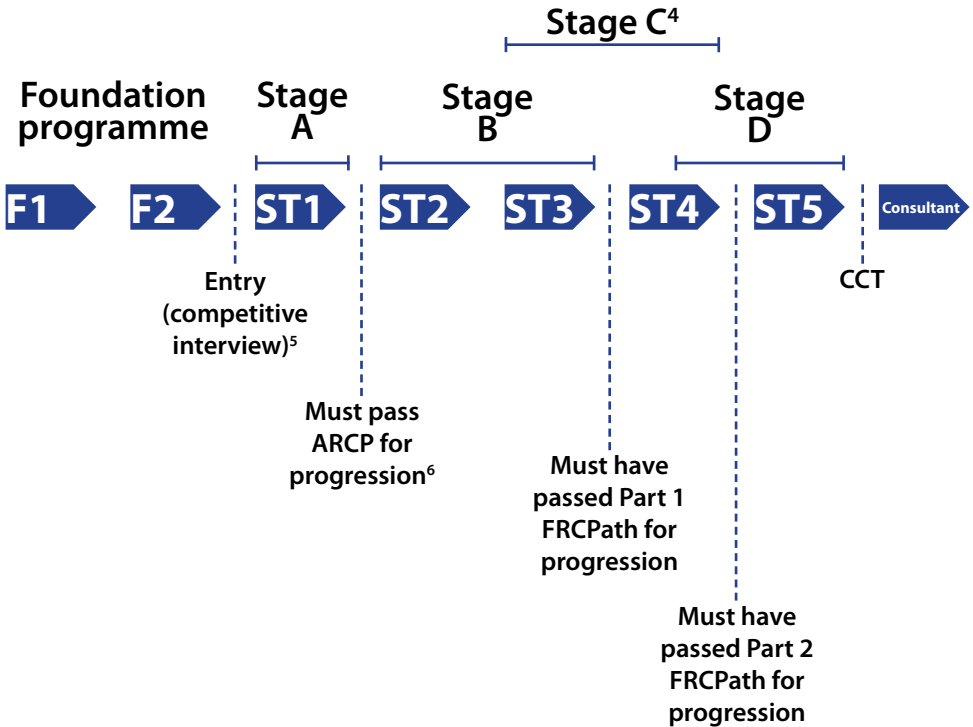 Stage C⁴
Foundation
programme
Stage
A
Stage
B
Stage
D
F1
F2
ST1
ST2
ST3
ST4
ST5
Consultant
Entry
(competitive
interview)⁵
CCT
Must pass
ARCP for
progression⁶
Must have
passed Part 1
FRCPath for
progression
Must have
passed Part 2
FRCPath for
progression